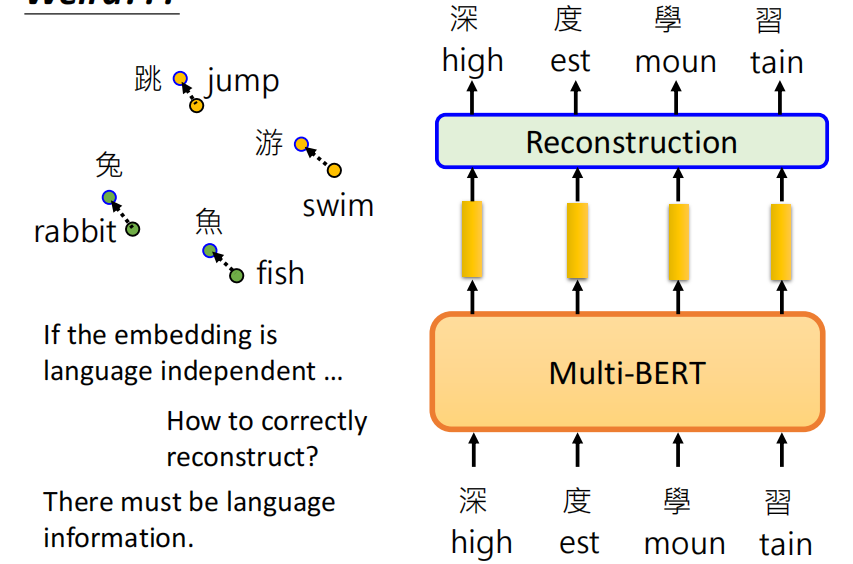 深 度 學 習
high est moun tain
跳 jump
Reconstruction
游
swim
兔
rabbit
魚
fish
If the embedding is
language independent …
Multi-BERT
How to correctly
reconstruct?
There must be language
information.
深 度 學 習
high est moun tain